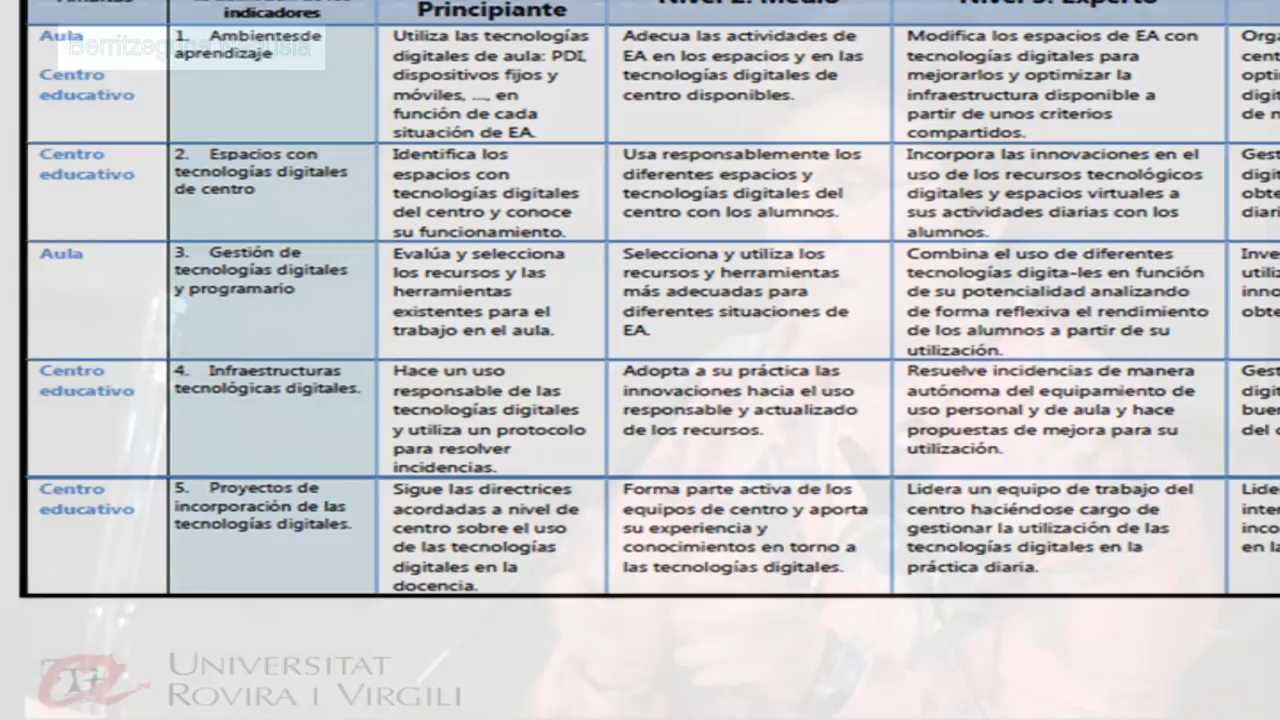 indicadores
Principiante
Nivel 2. Medio
Nivel 3. Experto
Aula
Centro
educativo
1. Ambientesde
aprendizaje
Utiliza las tecnologías
digitales de aula: PDI,
dispositivos fijos y
móviles, ..., en
función de cada
situación de EA.
Adecua las actividades de
EA en los espacios y en las
tecnologías digitales de
centro disponibles.
Modifica los espacios de EA con
tecnologías digitales para
mejorarlos y optimizar la
infraestructura disponible a
partir de unos criterios
compartidos.
Centro
educativo
2. Espacios con
tecnologías digitales
de centro
Identifica los
espacios con
tecnologías digitales
del centro y conoce
su funcionamiento.
Usa responsablemente los
diferentes espacios y
tecnologías digitales del
centro con los alumnos.
Incorpora las innovaciones en el
uso de los recursos tecnológicos
digitales y espacios virtuales a
sus actividades diarias con los
alumnos.
Aula
3. Gestión de
tecnologías digitales
y programario
Evalúa y selecciona
los recursos y las
herramientas
existentes para el
trabajo en el aula.
Selecciona y utiliza los
recursos y herramientas
más adecuadas para
diferentes situaciones de
EA.
Combina el uso de diferentes
tecnologías digita-les en función
de su potencialidad analizando
de forma reflexiva el rendimiento
de los alumnos a partir de su
utilización.
Centro
educativo
4. Infraestructuras
tecnológicas digitales.
Hace un uso
responsable de las
tecnologías digitales
y utiliza un protocolo
para resolver
incidencias.
Adopta a su práctica las
innovaciones hacia el uso
responsable y actualizado
de los recursos.
Resuelve incidencias de manera
autónoma del equipamiento de
uso personal y de aula y hace
propuestas de mejora para su
utilización.
Centro
educativo
5. Proyectos de
incorporación de las
tecnologías digitales.
Sigue las directrices
acordadas a nivel de
centro sobre el uso
de las tecnologías
digitales en la
docencia.
Forma parte activa de los
equipos de centro y aporta
su experiencia y
conocimientos en torno a
las tecnologías digitales.
Lidera un equipo de trabajo del
centro haciéndose cargo de
gestionar la utilización de las
tecnologías digitales en la
práctica diaria.
UNIVERSITAT
ROVIRA I VIRGILI